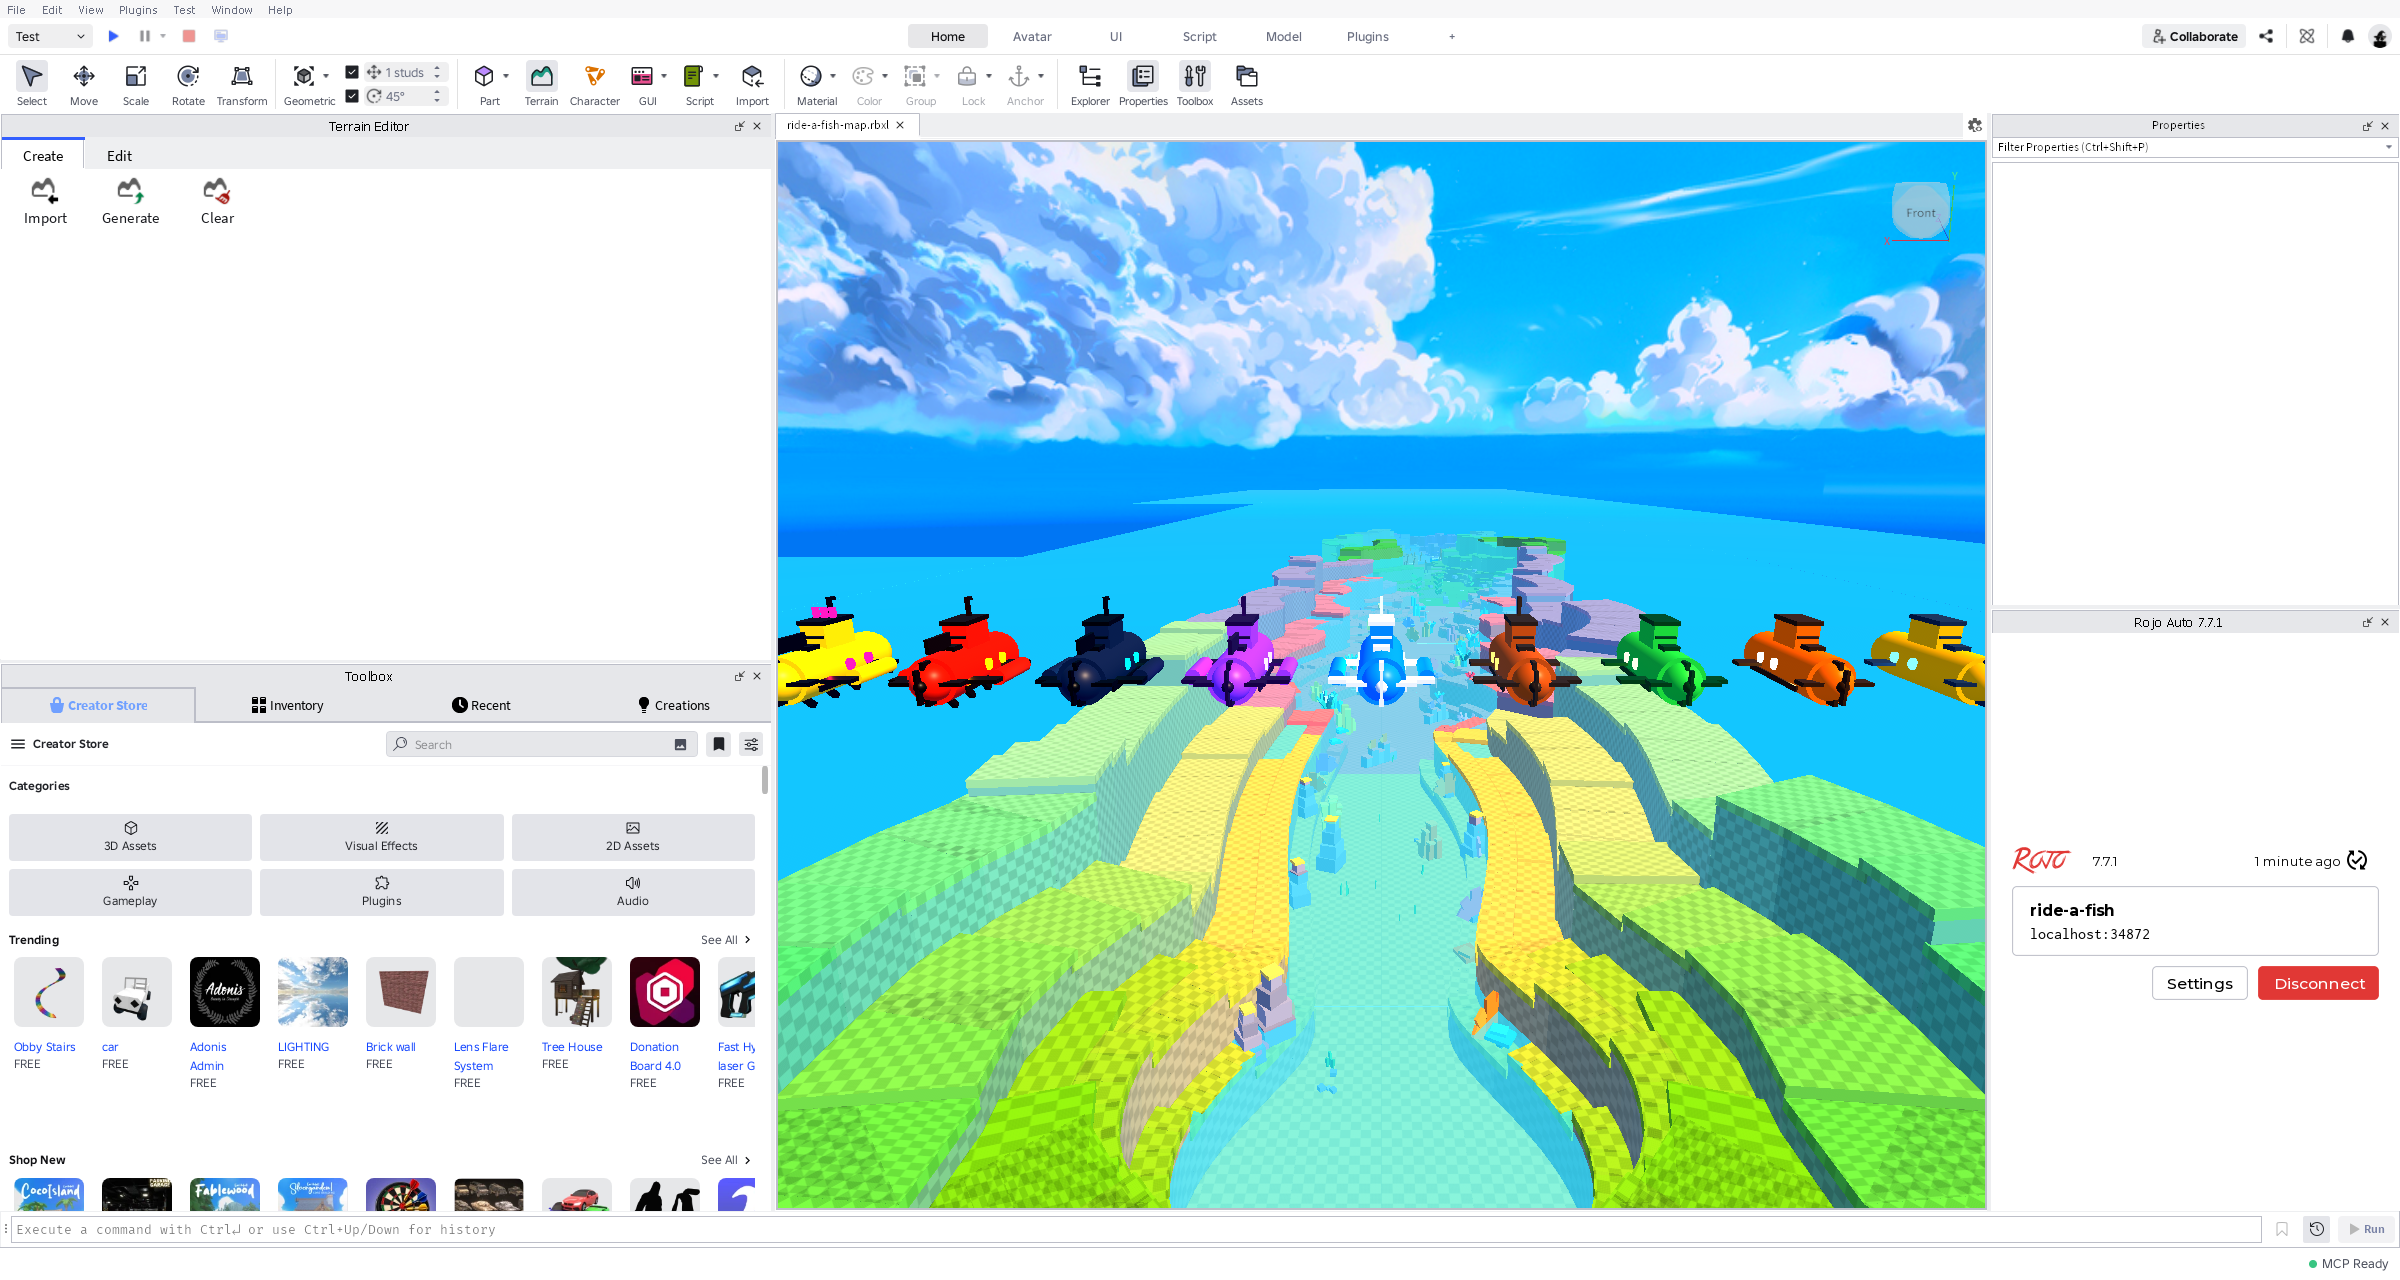 File Edit View Plugins Test Window Help
Test Home Avatar UI Script Model Plugins + Collaborate
1 studs
45°
Select Move Scale Rotate Transform Geometric Part Terrain Character GUI Script Import Material Color Group Lock Anchor Explorer Properties Toolbox Assets
Terrain Editor
Create Edit
Import Generate Clear
Toolbox
Creator Store Inventory Recent Creations
Creator Store Search
Categories
3D Assets Visual Effects 2D Assets
Gameplay Plugins Audio
Trending See All
Adonis
Obby Stairs car Adonis Admin LIGHTING Brick wall Lens Flare System Tree House Donation Board 4.0 Fast Hy laser G
FREE FREE FREE FREE FREE FREE FREE FREE FREE
Shop New See All
CocoIsland Fablewood
ride-a-fish-map.rbxl
Front
Y
X
Properties
Filter Properties (Ctrl+Shift+P)
Rojo Auto 7.7.1
ROJO 7.7.1 1 minute ago
ride-a-fish
localhost:34872
Settings Disconnect
Execute a command with Ctrl↵ or use Ctrl+Up/Down for history
Run
MCP Ready